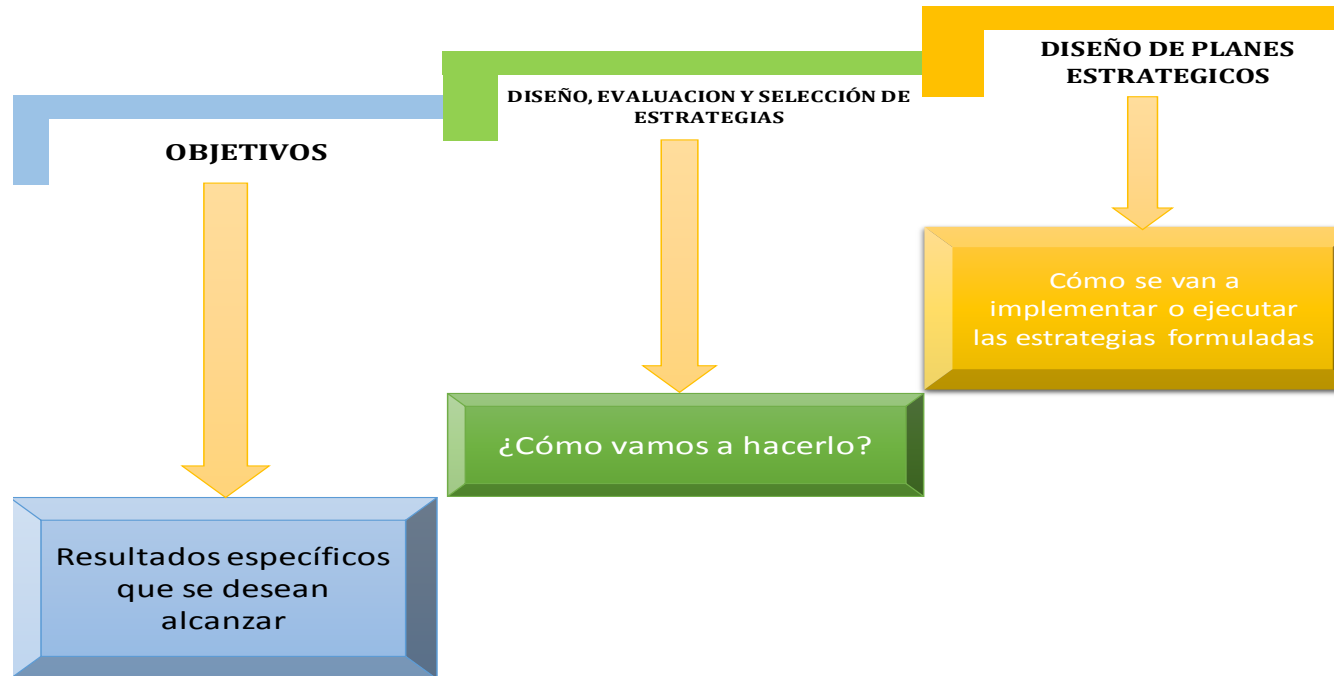 OBJETIVOS
Resultados específicos
que se desean
alcanzar
DISEÑO, EVALUACION Y SELECCIÓN DE
ESTRATEGIAS
¿Cómo vamos a hacerlo?
DISEÑO DE PLANES
ESTRATEGICOS
Cómo se van a
implementar o ejecutar
las estrategias formuladas